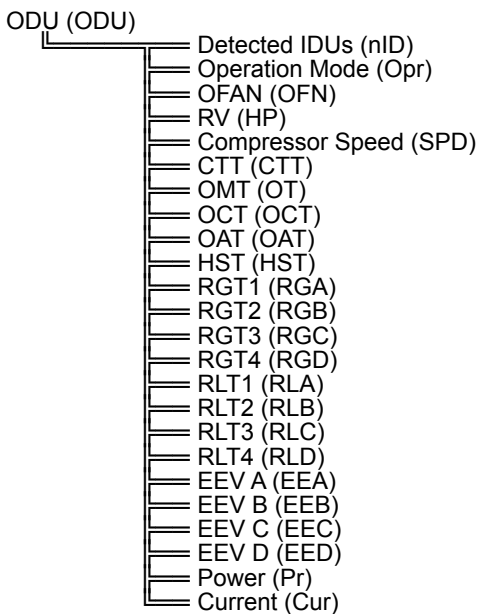 ODU (ODU)
Detected IDUs (nID)
Operation Mode (Opr)
OFAN (OFN)
RV (HP)
Compressor Speed (SPD)
CTT (CTT)
OMT (OT)
OCT (OCT)
OAT (OAT)
HST (HST)
RGT1 (RGA)
RGT2 (RGB)
RGT3 (RGC)
RGT4 (RGD)
RLT1 (RLA)
RLT2 (RLB)
RLT3 (RLC)
RLT4 (RLD)
EEV A (EEA)
EEV B (EEB)
EEV C (EEC)
EEV D (EED)
Power (Pr)
Current (Cur)